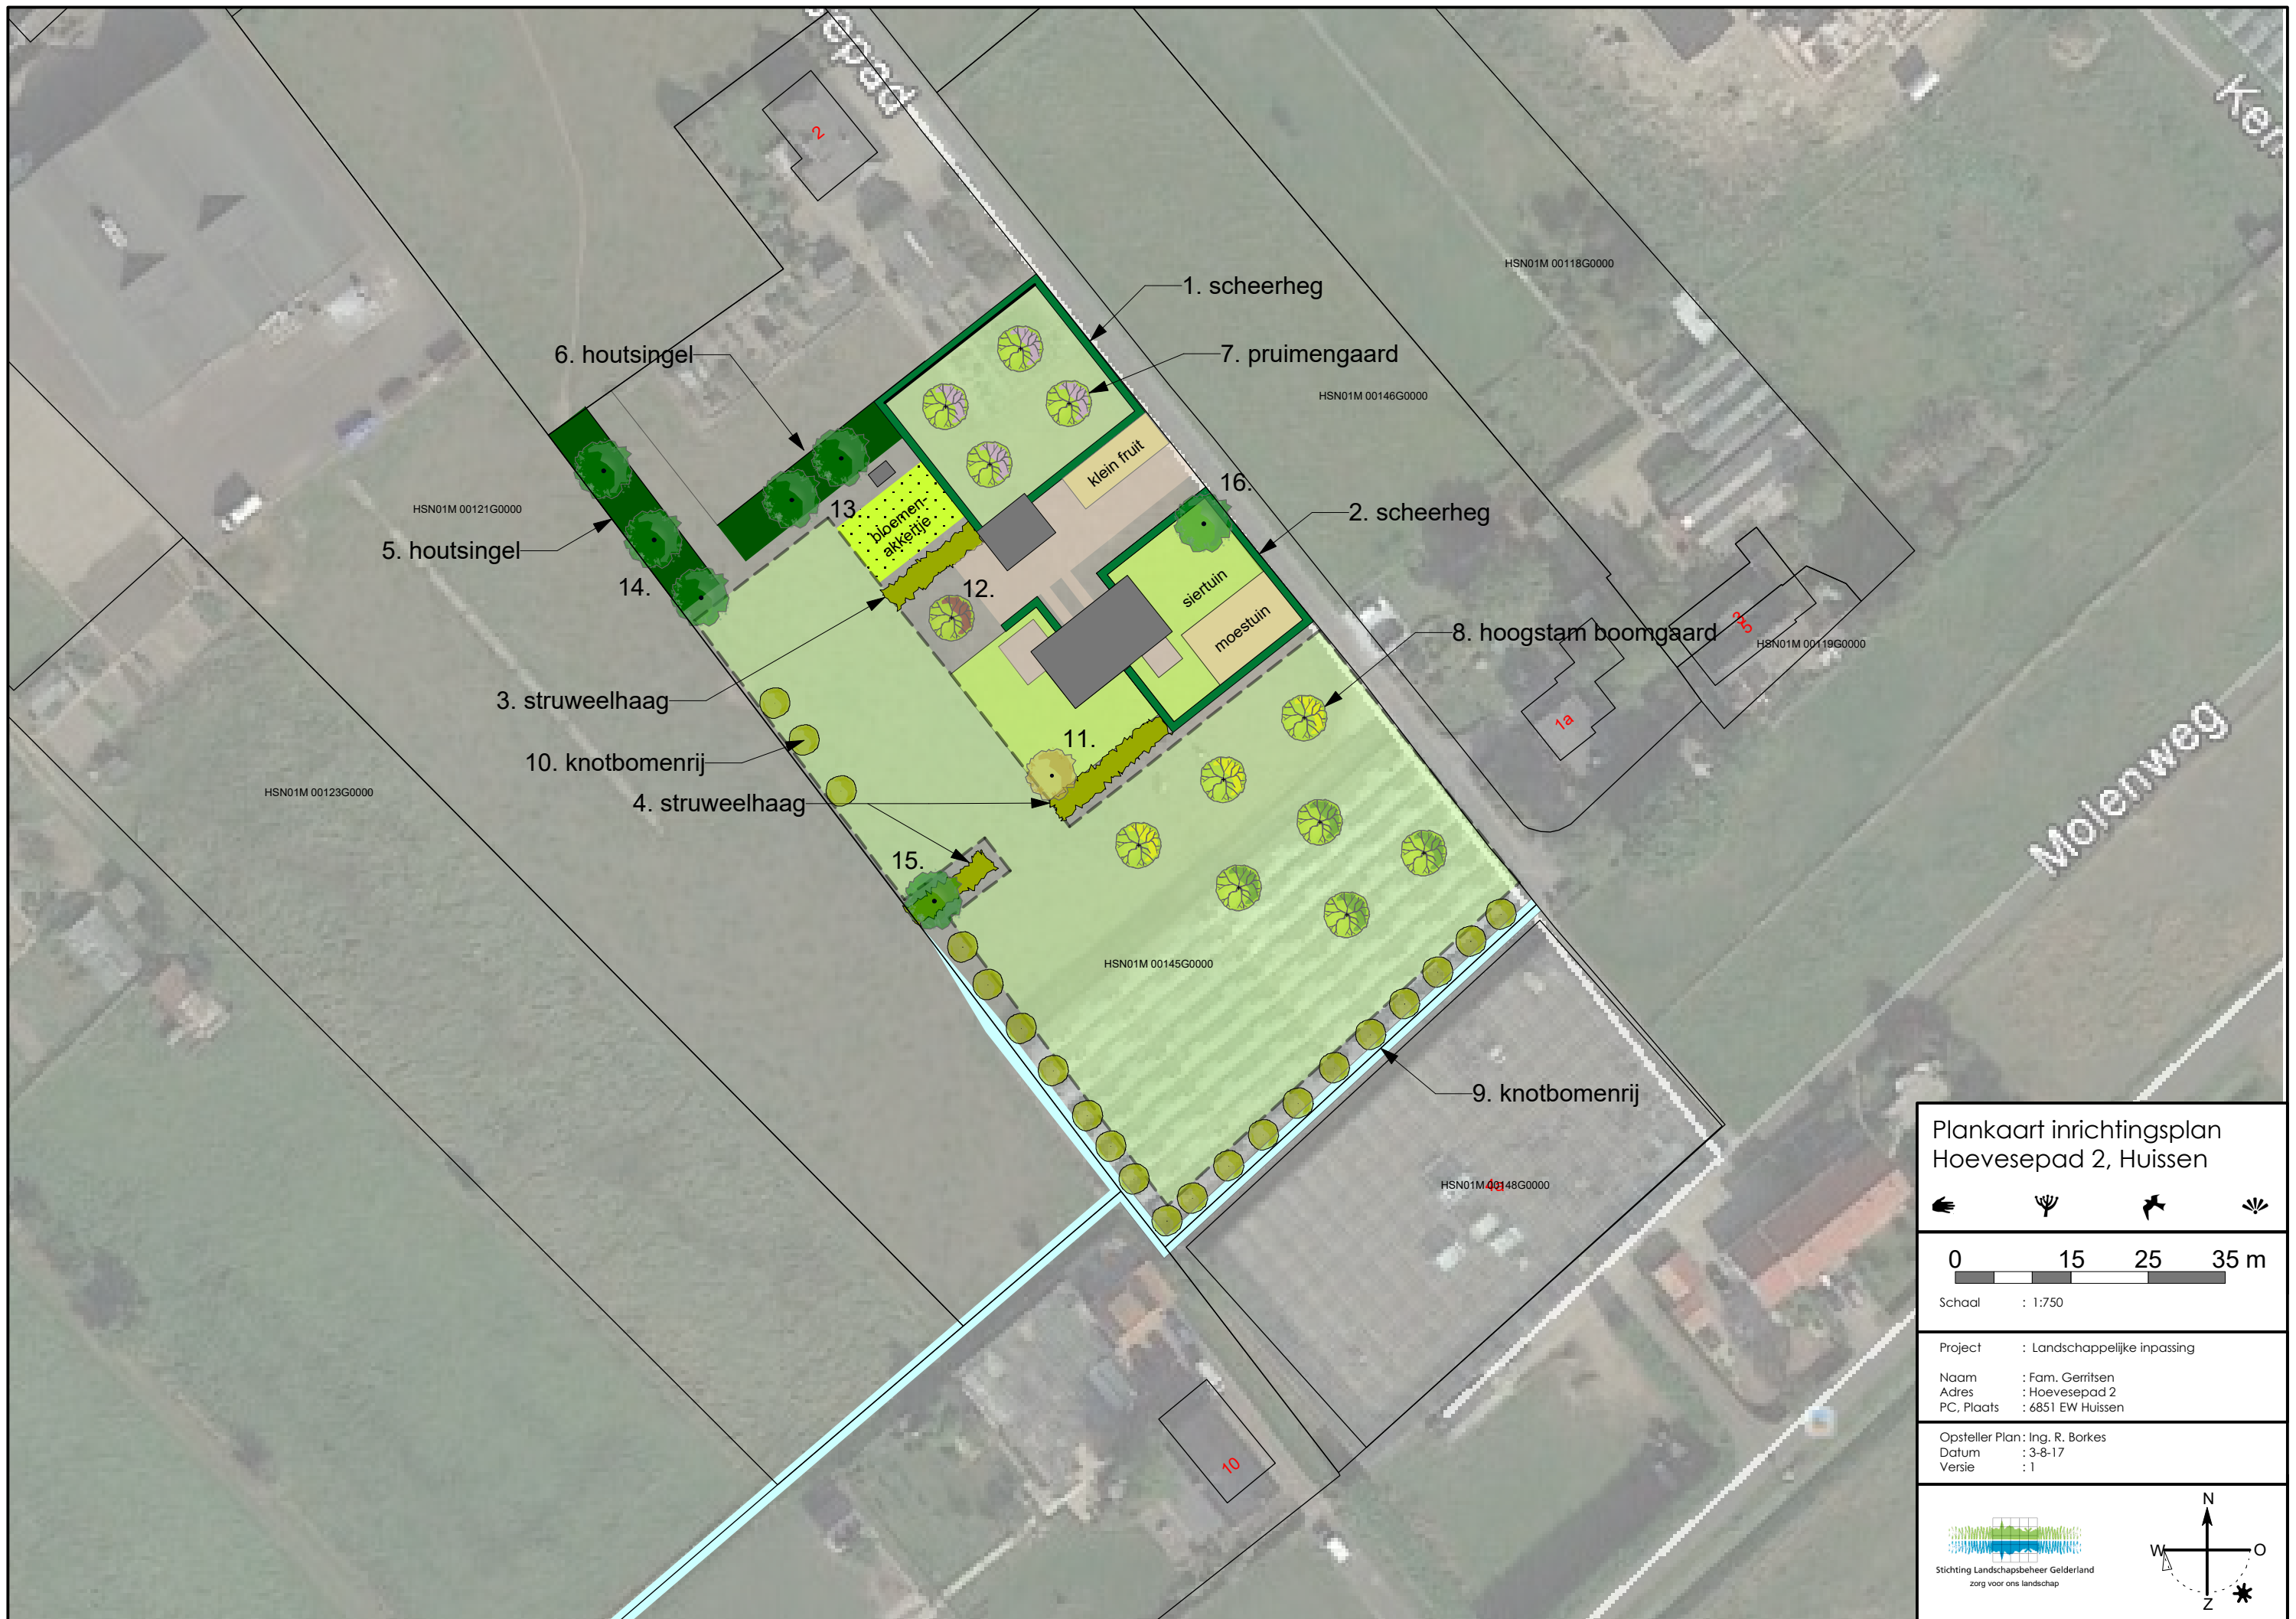 epad
Ken
2
HSN01M 00118G0000
1. scheerheg
6. houtsingel
7. pruimengaard
HSN01M 00146G0000
klein fruit
16.
HSN01M 00121G0000
13.
bloemen-
akkertje
2. scheerheg
5. houtsingel
14.
12.
siertuin
moestuin
8. hoogstam boomgaard
5
HSN01M 00119G0000
3. struweelhaag
1a
11.
10. knotbomenrij
Molenweg
HSN01M 00123G0000
4. struweelhaag
15.
HSN01M 00145G0000
9. knotbomenrij
HSN01M 00148G0000
4a
10
Plankaart inrichtingsplan
Hoevesepad 2, Huissen
0 15 25 35 m
Schaal : 1:750
Project : Landschappelijke inpassing
Naam : Fam. Gerritsen
Adres : Hoevesepad 2
PC, Plaats : 6851 EW Huissen
Opsteller Plan : Ing. R. Borkes
Datum : 3-8-17
Versie : 1
Stichting Landschapsbeheer Gelderland
zorg voor ons landschap
N
W O
Z